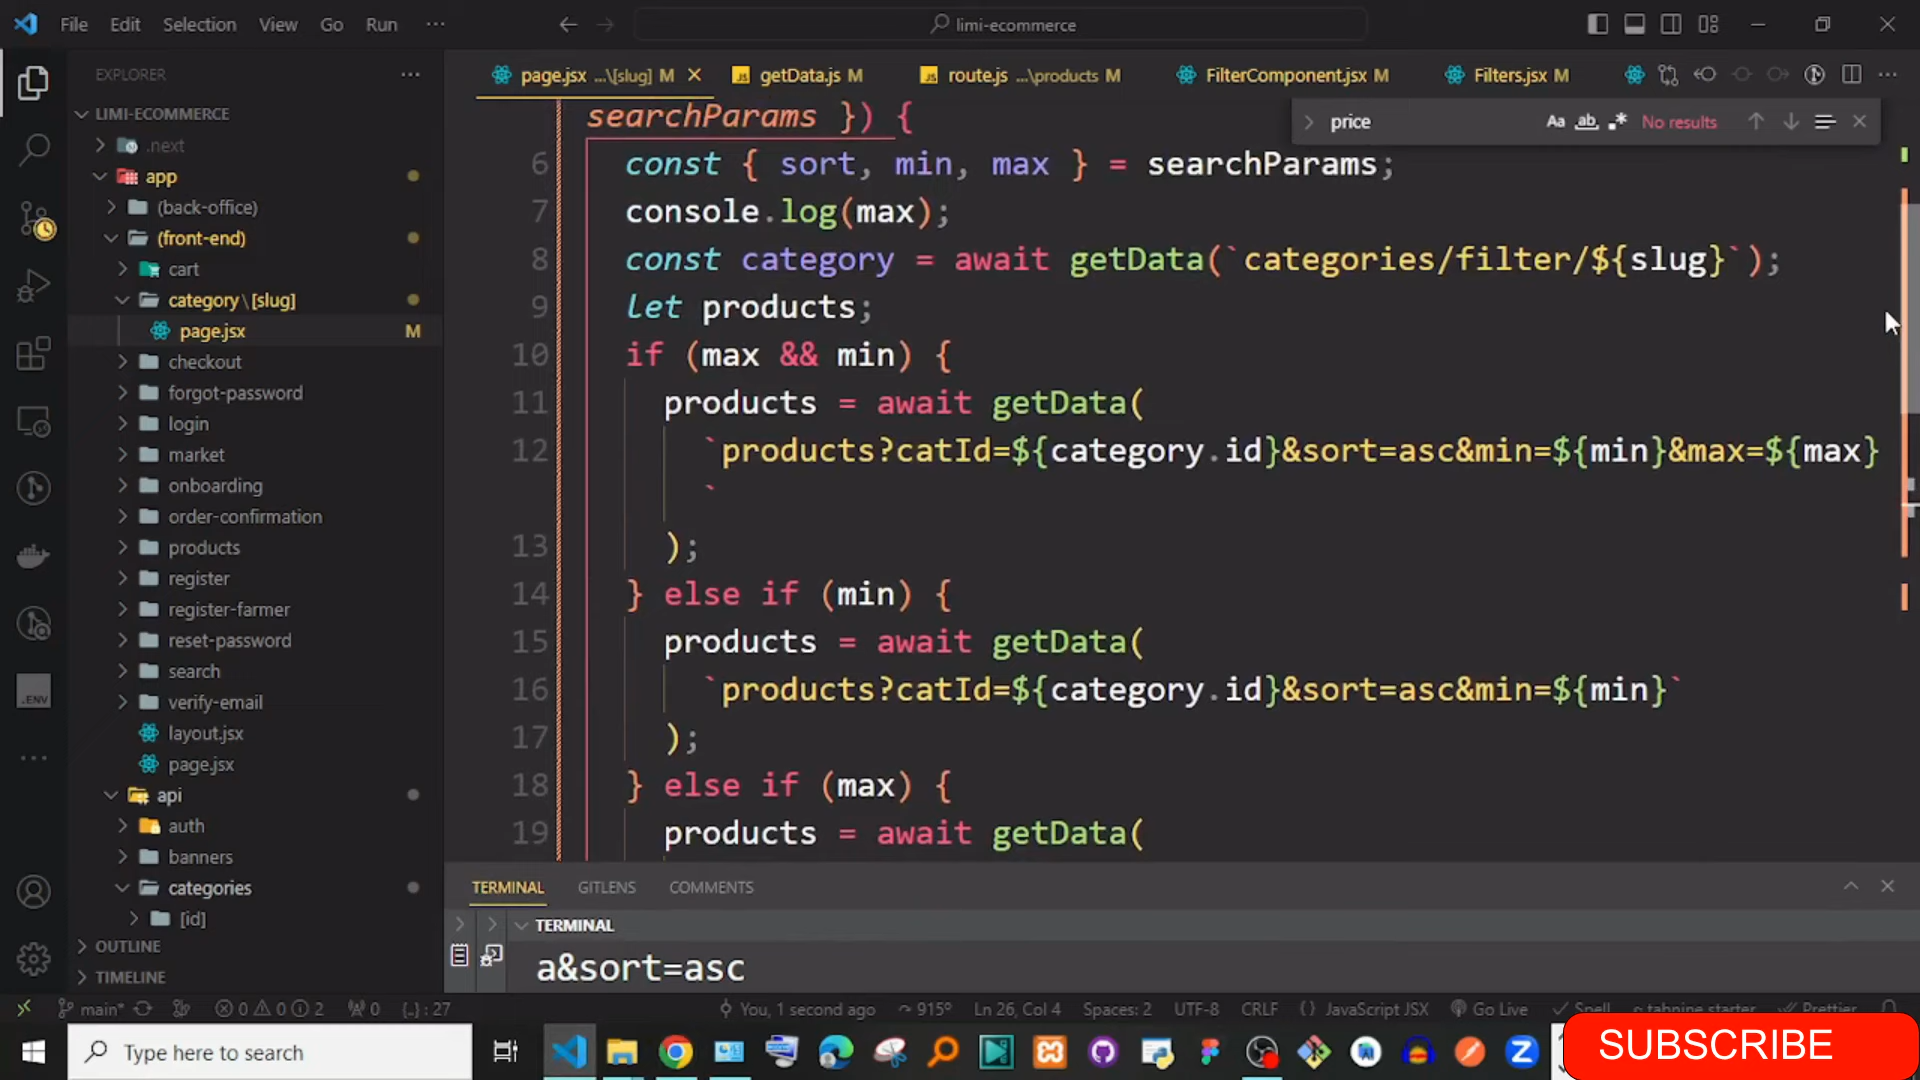 File Edit Selection View Go Run ··· limi-ecommerce
EXPLORER ···
page.jsx ...\[slug] M
getData.js M
route.js ...\products M
FilterComponent.jsx M
Filters.jsx M
price Aa ab No results
LIMI-ECOMMERCE
.next
app
(back-office)
(front-end)
cart
category\[slug]
page.jsx M
checkout
forgot-password
login
market
onboarding
order-confirmation
products
register
register-farmer
reset-password
search
verify-email
layout.jsx
page.jsx
api
auth
banners
categories
[id]
OUTLINE
TIMELINE
.ENV
searchParams }) {
6 const { sort, min, max } = searchParams;
7 console.log(max);
8 const category = await getData(`categories/filter/${slug}`);
9 let products;
10 if (max && min) {
11 products = await getData(
12 `products?catId=${category.id}&sort=asc&min=${min}&max=${max}
`
13 );
14 } else if (min) {
15 products = await getData(
16 `products?catId=${category.id}&sort=asc&min=${min}`
17 );
18 } else if (max) {
19 products = await getData(
TERMINAL GITLENS COMMENTS
TERMINAL
a&sort=asc
main* 0 0 2 0 {..} : 27 You, 1 second ago 915° Ln 26, Col 4 Spaces: 2 UTF-8 CRLF JavaScript JSX Go Live Spell tabnine starter Prettier
Type here to search
SUBSCRIBE